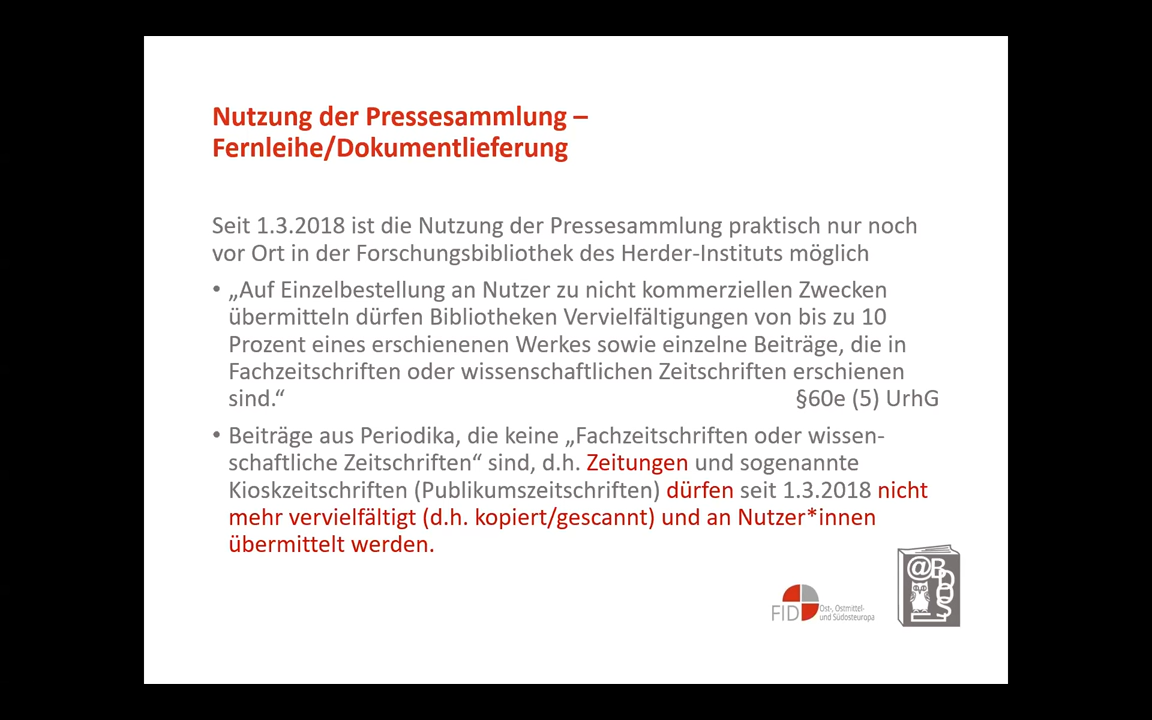 Nutzung der Pressesammlung –
Fernleihe/Dokumentlieferung
Seit 1.3.2018 ist die Nutzung der Pressesammlung praktisch nur noch
vor Ort in der Forschungsbibliothek des Herder-Instituts möglich
• „Auf Einzelbestellung an Nutzer zu nicht kommerziellen Zwecken
übermitteln dürfen Bibliotheken Vervielfältigungen von bis zu 10
Prozent eines erschienenen Werkes sowie einzelne Beiträge, die in
Fachzeitschriften oder wissenschaftlichen Zeitschriften erschienen
sind.“ §60e (5) UrhG
• Beiträge aus Periodika, die keine „Fachzeitschriften oder wissen-
schaftliche Zeitschriften“ sind, d.h. Zeitungen und sogenannte
Kioskzeitschriften (Publikumszeitschriften) dürfen seit 1.3.2018 nicht
mehr vervielfältigt (d.h. kopiert/gescannt) und an Nutzer*innen
übermittelt werden.
FID Ost-, Ostmittel-
und Südosteuropa
@BDOS